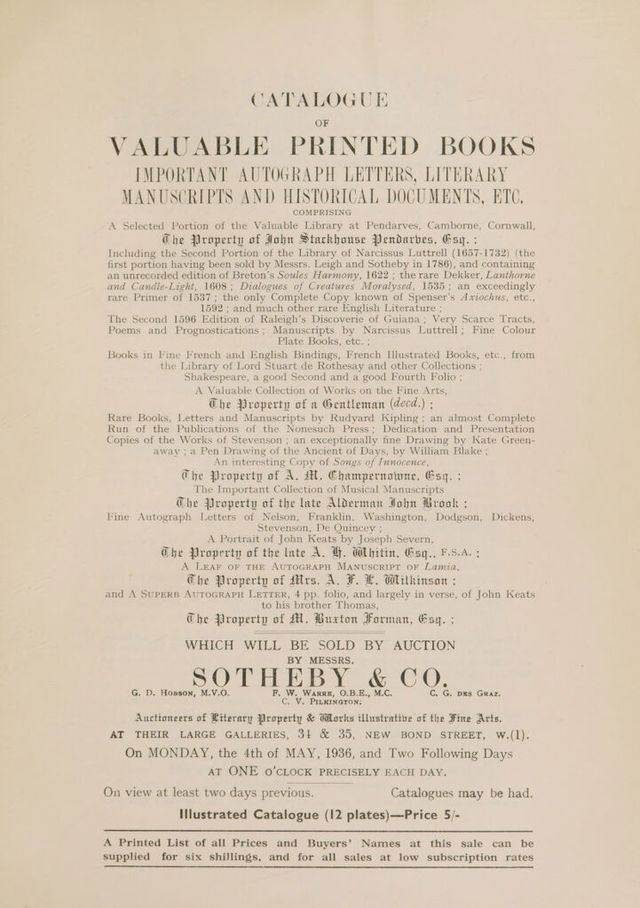 CATALOGUE
OF
VALUABLE PRINTED BOOKS
IMPORTANT AUTOGRAPH LETTERS, LITERARY
MANUSCRIPTS AND HISTORICAL DOCUMENTS, ETC.
COMPRISING
A Selected Portion of the Valuable Library at Pendarves, Camborne, Cornwall,
The Property of John Stackhouse Pendarves, Esq. ;
Including the Second Portion of the Library of Narcissus Luttrell (1657-1732) (the
first portion having been sold by Messrs. Leigh and Sotheby in 1786), and containing
an unrecorded edition of Breton's Soules Harmony, 1622 ; the rare Dekker, Lanthorne
and Candle-Light, 1608 ; Dialogues of Creatures Moralysed, 1535 ; an exceedingly
rare Primer of 1537 ; the only Complete Copy known of Spenser's Axiochus, etc.,
1592 ; and much other rare English Literature ;
The Second 1596 Edition of Raleigh's Discoverie of Guiana ; Very Scarce Tracts,
Poems and Prognostications ; Manuscripts by Narcissus Luttrell ; Fine Colour
Plate Books, etc. ;
Books in Fine French and English Bindings, French Illustrated Books, etc., from
the Library of Lord Stuart de Rothesay and other Collections ;
Shakespeare, a good Second and a good Fourth Folio ;
A Valuable Collection of Works on the Fine Arts,
The Property of a Gentleman (decd.) ;
Rare Books, Letters and Manuscripts by Rudyard Kipling ; an almost Complete
Run of the Publications of the Nonesuch Press ; Dedication and Presentation
Copies of the Works of Stevenson ; an exceptionally fine Drawing by Kate Green-
away ; a Pen Drawing of the Ancient of Days, by William Blake ;
An interesting Copy of Songs of Innocence,
The Property of A. M. Champernowne, Esq. ;
The Important Collection of Musical Manuscripts
The Property of the late Alderman John Brook ;
Fine Autograph Letters of Nelson, Franklin, Washington, Dodgson, Dickens,
Stevenson, De Quincey ;
A Portrait of John Keats by Joseph Severn,
The Property of the late A. H. Whitin, Esq., F.S.A. ;
A Leaf of the Autograph Manuscript of Lamia,
The Property of Mrs. A. F. L. Wilkinson ;
and A Superb Autograph Letter, 4 pp. folio, and largely in verse, of John Keats
to his brother Thomas,
The Property of M. Buxton Forman, Esq. ;
WHICH WILL BE SOLD BY AUCTION
BY MESSRS.
SOTHEBY & CO.
G. D. Hobson, M.V.O. F. W. Warre, O.B.E., M.C. C. G. des Graz.
C. V. Pilkington;
Auctioneers of Literary Property & Works illustrative of the Fine Arts,
AT THEIR LARGE GALLERIES, 34 & 35, NEW BOND STREET, W.(1).
On MONDAY, the 4th of MAY, 1936, and Two Following Days
AT ONE O'CLOCK PRECISELY EACH DAY.
On view at least two days previous. Catalogues may be had.
Illustrated Catalogue (12 plates)—Price 5/-
A Printed List of all Prices and Buyers' Names at this sale can be
supplied for six shillings, and for all sales at low subscription rates